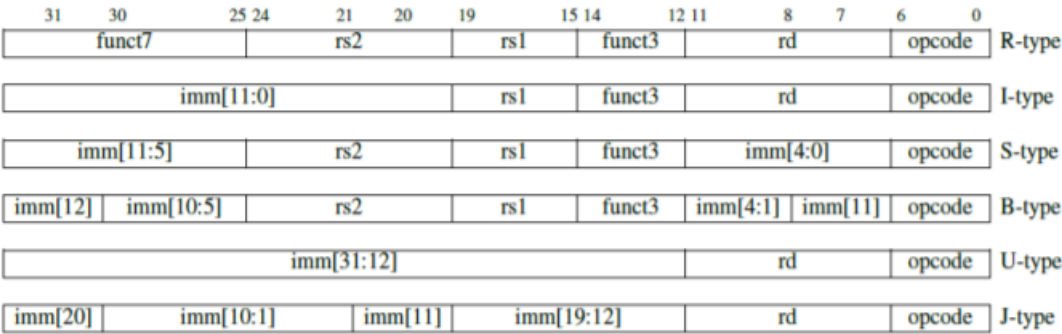 31 30 25 24 21 20 19 15 14 12 11 8 7 6 0
funct7 rs2 rs1 funct3 rd opcode R-type
imm[11:0] rs1 funct3 rd opcode I-type
imm[11:5] rs2 rs1 funct3 imm[4:0] opcode S-type
imm[12] imm[10:5] rs2 rs1 funct3 imm[4:1] imm[11] opcode B-type
imm[31:12] rd opcode U-type
imm[20] imm[10:1] imm[11] imm[19:12] rd opcode J-type